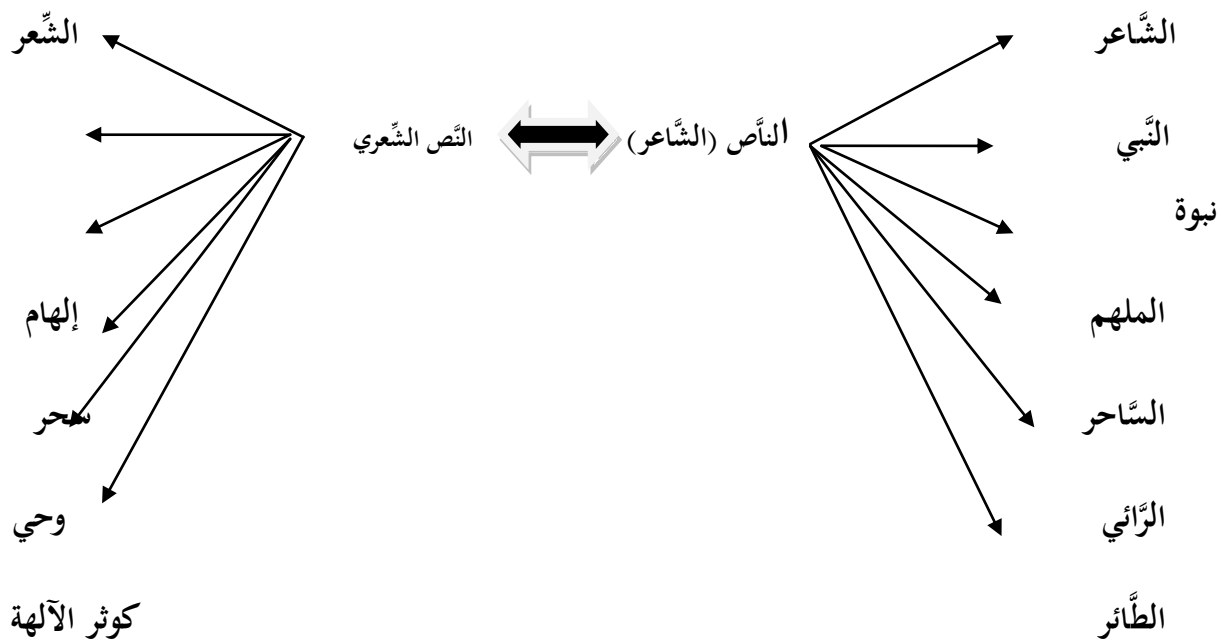 الشَّاعر الشِّعر
النَّبي النَّاص (الشَّاعر) النَّص الشِّعري
نبوة
الملهم إلهام
السَّاحر سحر
الرَّائي وحي
الطَّائر كوثر الآلهة